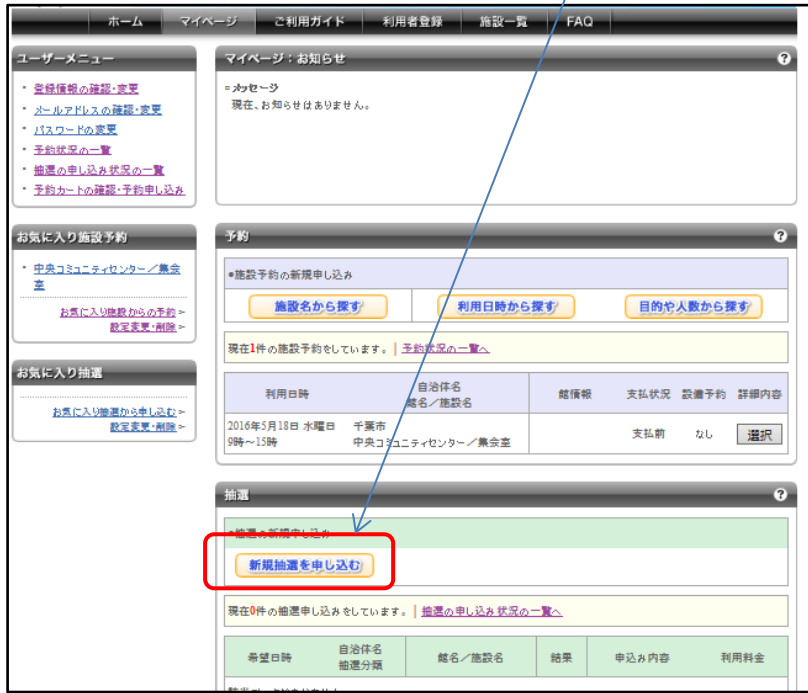 ホーム マイページ ご利用ガイド 利用者登録 施設一覧 FAQ
ユーザーメニュー
・ 登録情報の確認・変更
・ メールアドレスの確認・変更
・ パスワードの変更
・ 予約状況の一覧
・ 抽選の申し込み状況の一覧
・ 予約カートの確認・予約申し込み
お気に入り施設予約
・ 中央コミュニティセンター／集会
室
お気に入り施設からの予約
設定変更・削除
お気に入り抽選
お気に入り抽選から申し込む
設定変更・削除
マイページ：お知らせ ?
メッセージ
現在、お知らせはありません。
予約 ?
●施設予約の新規申し込み
施設名から探す 利用日時から探す 目的や人数から探す
現在1件の施設予約をしています。 | 予約状況の一覧へ
利用日時 自治体名 館情報 支払状況 設備予約 詳細内容
館名／施設名
2016年5月18日 水曜日 千葉市 支払前 なし 選択
9時～15時 中央コミュニティセンター／集会室
抽選 ?
●抽選の新規申し込み
新規抽選を申し込む
現在0件の抽選申し込みをしています。 | 抽選の申し込み状況の一覧へ
希望日時 自治体名 館名／施設名 結果 申込み内容 利用料金
抽選分類